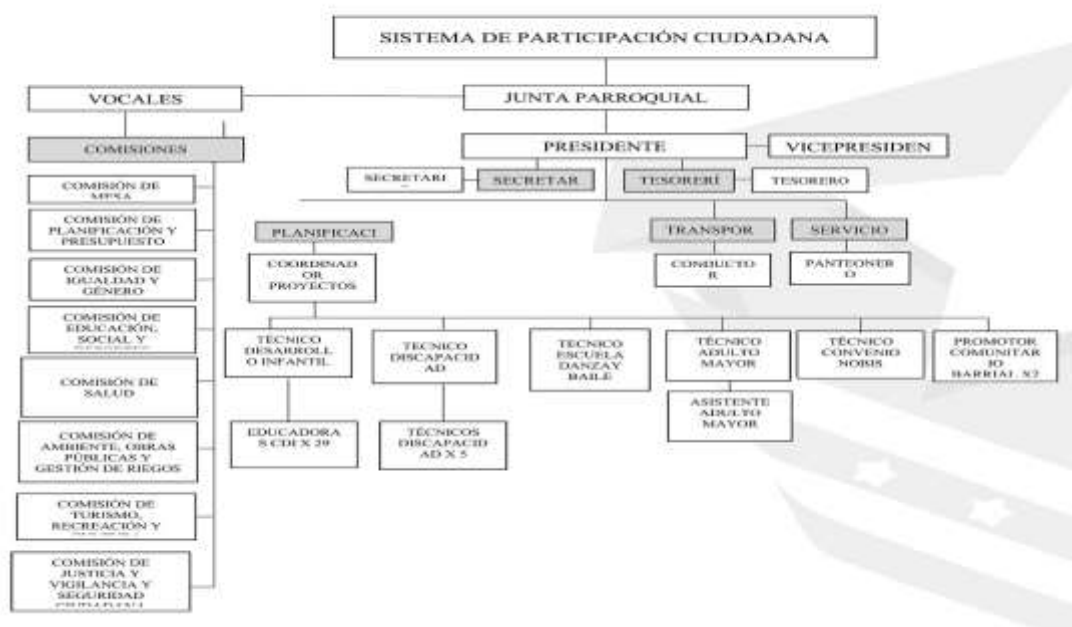 SISTEMA DE PARTICIPACIÓN CIUDADANA
VOCALES
JUNTA PARROQUIAL
COMISIONES
PRESIDENTE
VICEPRESIDEN
SECRETARI
SECRETAR
TESORERÍ
TESORERO
COMISIÓN DE
COMISIÓN DE
PLANIFICACIÓN Y
PRESUPUESTO
COMISIÓN DE
IGUALDAD Y
GÉNERO
COMISIÓN DE
EDUCACIÓN,
SOCIAL Y
COMISIÓN DE
SALUD
COMISIÓN DE
AMBIENTE, OBRAS
PÚBLICAS Y
GESTIÓN DE RIEGOS
COMISIÓN DE
TURISMO,
RECREACIÓN Y
COMISIÓN DE
JUSTICIA Y
VIGILANCIA Y
SEGURIDAD
PLANIFICACI
TRANSPOR
SERVICIO
COORDINAD
OR
PROYECTOS
CONDUCTO
R
PANTEONER
O
TÉCNICO
DESARROLL
O INFANTIL
TECNICO
DISCAPACID
AD
TECNICO
ESCUELA
DANZAY
BAILE
TÉCNICO
ADULTO
MAYOR
TÉCNICO
CONVENIO
NOBIS
PROMOTOR
COMUNITAR
IO
BARRIAL X2
EDUCADORA
S CDI X 29
TÉCNICOS
DISCAPACID
AD X 5
ASISTENTE
ADULTO
MAYOR